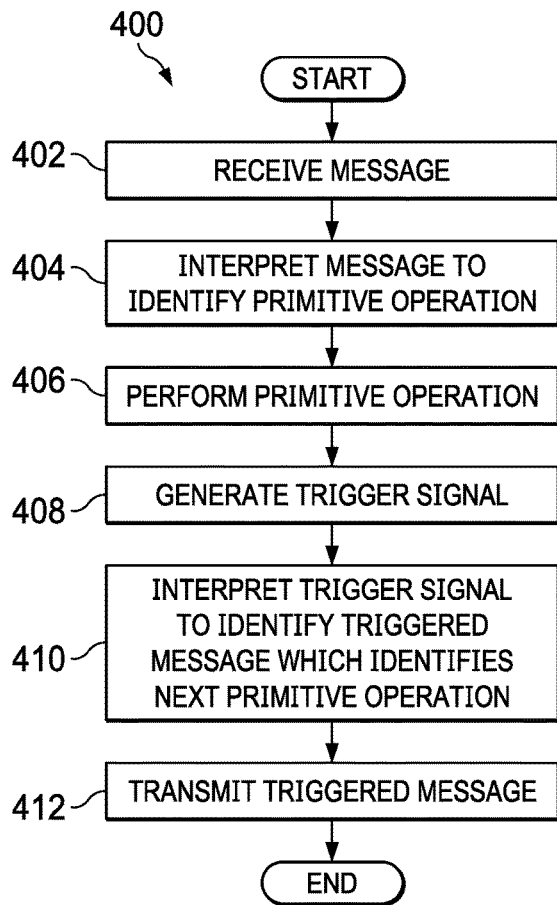 400
START
402
RECEIVE MESSAGE
404
INTERPRET MESSAGE TO
IDENTIFY PRIMITIVE OPERATION
406
PERFORM PRIMITIVE OPERATION
408
GENERATE TRIGGER SIGNAL
410
INTERPRET TRIGGER SIGNAL
TO IDENTIFY TRIGGERED
MESSAGE WHICH IDENTIFIES
NEXT PRIMITIVE OPERATION
412
TRANSMIT TRIGGERED MESSAGE
END